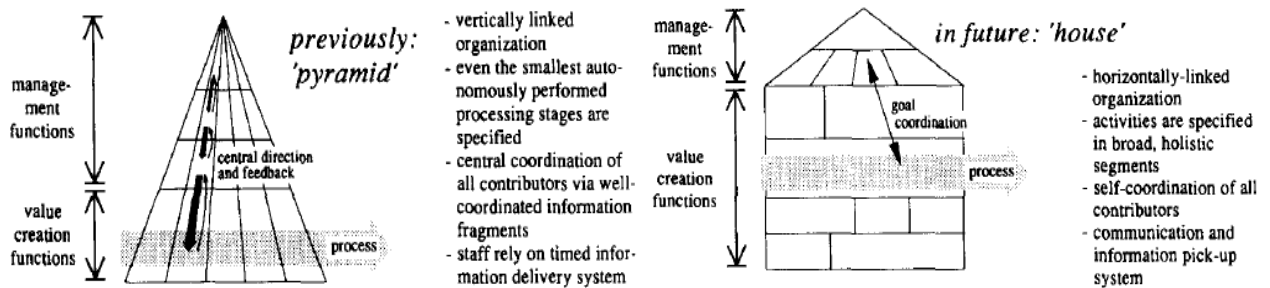 manage-
ment
functions
value
creation
functions
previously:
'pyramid'
central direction
and feedback
process
- vertically linked
organization
- even the smallest auto-
nomously performed
processing stages are
specified
- central coordination of
all contributors via well-
coordinated information
fragments
- staff rely on timed infor-
mation delivery system
manage-
ment
functions
value
creation
functions
in future: 'house'
goal
coordination
process
- horizontally-linked
organization
- activities are specified
in broad, holistic
segments
- self-coordination of all
contributors
- communication and
information pick-up
system